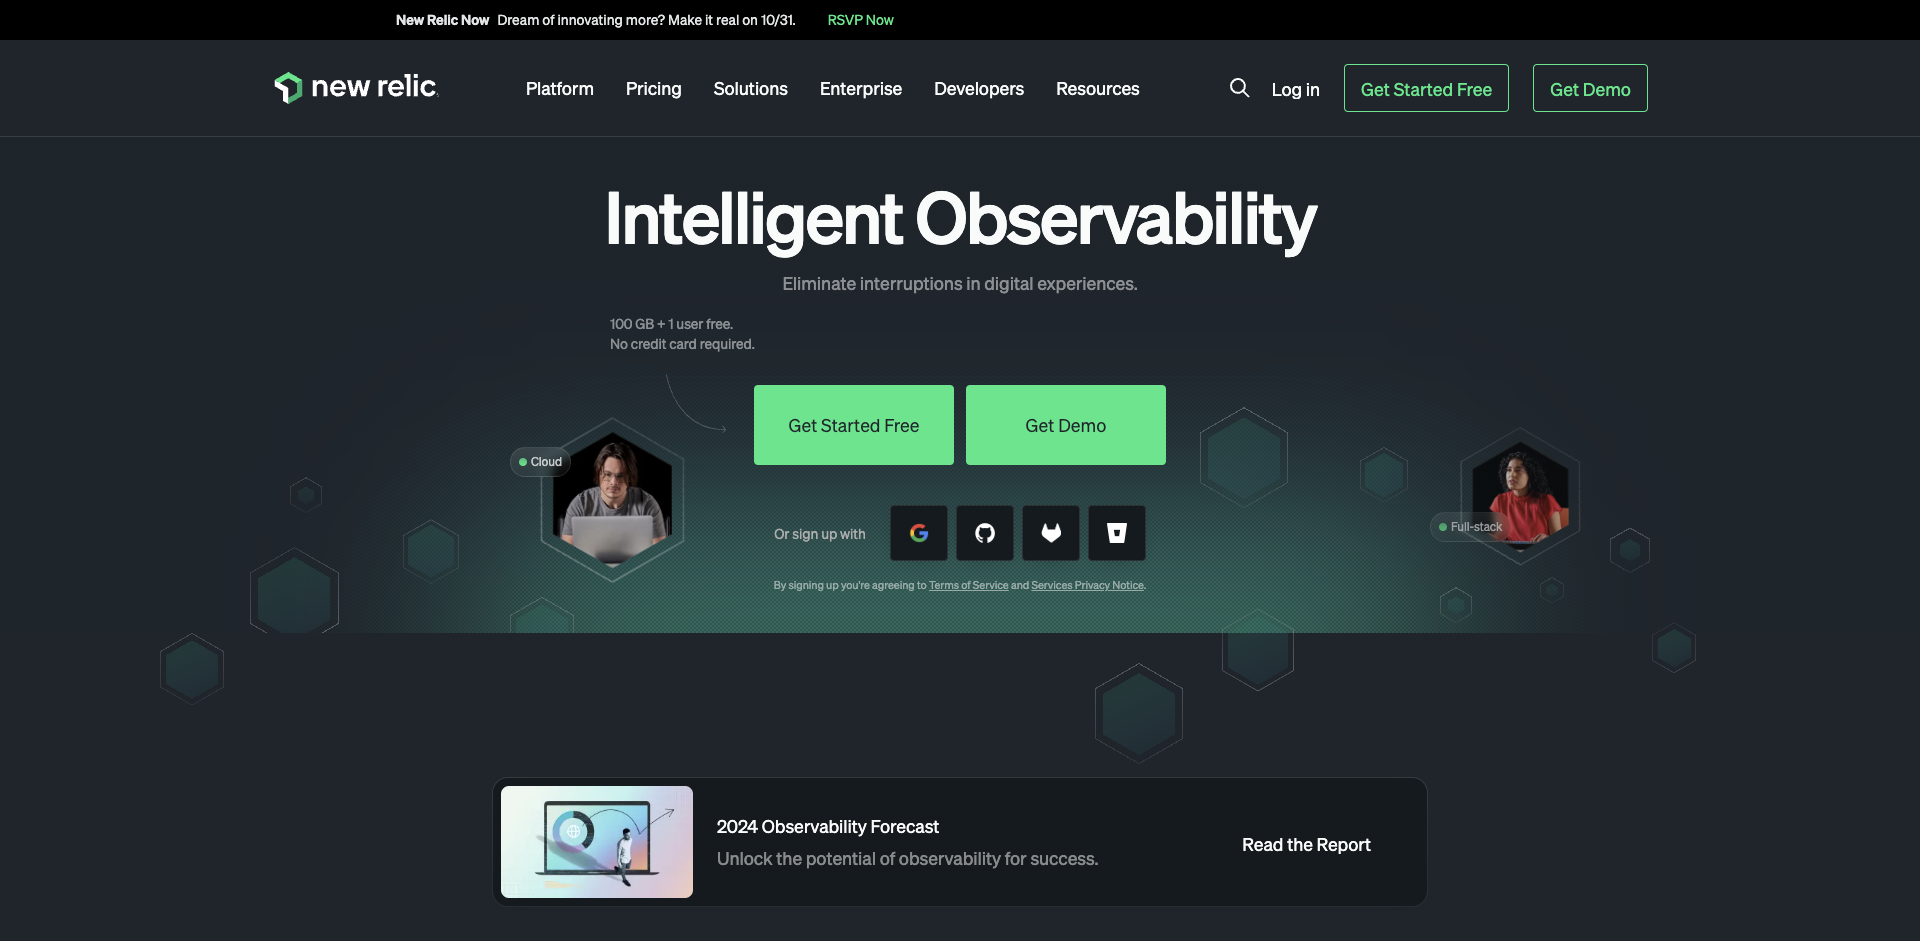 New Relic Now Dream of innovating more? Make it real on 10/31. RSVP Now
new relic
Platform Pricing Solutions Enterprise Developers Resources Log in Get Started Free Get Demo
Intelligent Observability
Eliminate interruptions in digital experiences.
100 GB + 1 user free.
No credit card required.
Get Started Free Get Demo
Cloud
Full-stack
Or sign up with
By signing up you're agreeing to Terms of Service and Services Privacy Notice.
2024 Observability Forecast
Unlock the potential of observability for success.
Read the Report